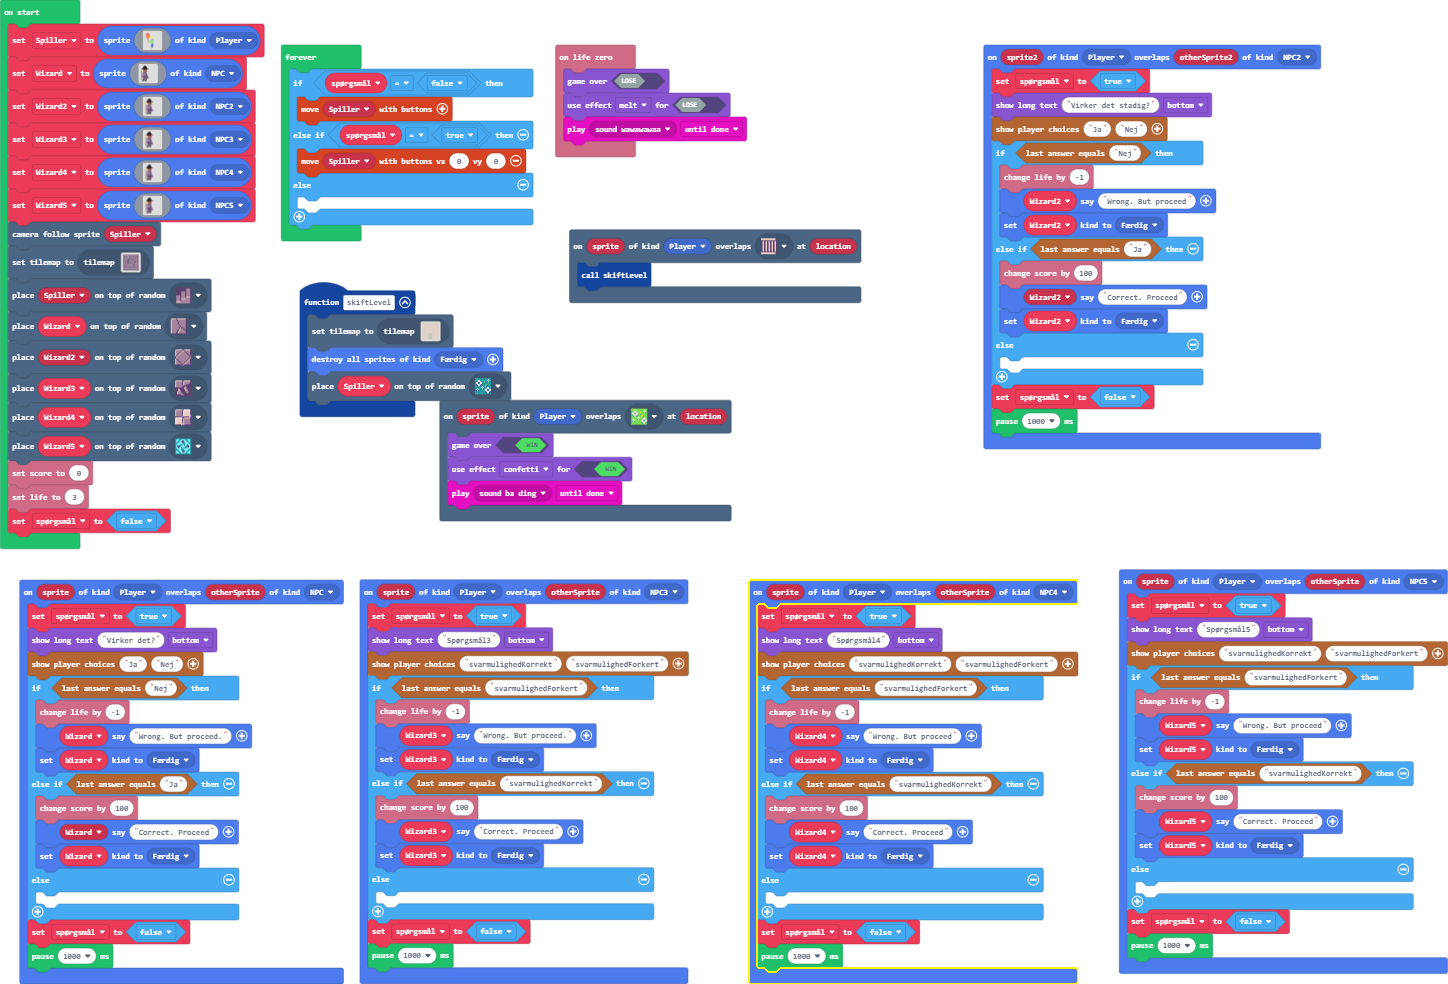 on start
set Spiller to sprite of kind Player
set Wizard to sprite of kind NPC
set Wizard2 to sprite of kind NPC2
set Wizard3 to sprite of kind NPC3
set Wizard4 to sprite of kind NPC4
set Wizard5 to sprite of kind NPC5
camera follow sprite Spiller
set tilemap to tilemap
place Spiller on top of random
place Wizard on top of random
place Wizard2 on top of random
place Wizard3 on top of random
place Wizard4 on top of random
place Wizard5 on top of random
set score to 0
set life to 3
set spørgsmål to false
forever
if spørgsmål = false then
move Spiller with buttons
else if spørgsmål = true then
move Spiller with buttons vx 0 vy 0
else
on life zero
game over LOSE
use effect melt for LOSE
play sound wawawawaa until done
on sprite of kind Player overlaps at location
call skiftLevel
function skiftLevel
set tilemap to tilemap
destroy all sprites of kind Færdig
place Spiller on top of random
on sprite of kind Player overlaps at location
game over WIN
use effect confetti for WIN
play sound ba ding until done
on sprite2 of kind Player overlaps otherSprite2 of kind NPC2
set spørgsmål to true
show long text "Virker det stadig?" bottom
show player choices "Ja" "Nej"
if last answer equals "Nej" then
change life by -1
Wizard2 say "Wrong. But proceed"
set Wizard2 kind to Færdig
else if last answer equals "Ja" then
change score by 100
Wizard2 say "Correct. Proceed"
set Wizard2 kind to Færdig
else
set spørgsmål to false
pause 1000 ms
on sprite of kind Player overlaps otherSprite of kind NPC
set spørgsmål to true
show long text "Virker det?" bottom
show player choices "Ja" "Nej"
if last answer equals "Nej" then
change life by -1
Wizard say "Wrong. But proceed."
set Wizard kind to Færdig
else if last answer equals "Ja" then
change score by 100
Wizard say "Correct. Proceed"
set Wizard kind to Færdig
else
set spørgsmål to false
pause 1000 ms
on sprite of kind Player overlaps otherSprite of kind NPC3
set spørgsmål to true
show long text "Spørgsmål3" bottom
show player choices "svarmulighedKorrekt" "svarmulighedForkert"
if last answer equals "svarmulighedForkert" then
change life by -1
Wizard3 say "Wrong. But proceed."
set Wizard3 kind to Færdig
else if last answer equals "svarmulighedKorrekt" then
change score by 100
Wizard3 say "Correct. Proceed"
set Wizard3 kind to Færdig
else
set spørgsmål to false
pause 1000 ms
on sprite of kind Player overlaps otherSprite of kind NPC4
set spørgsmål to true
show long text "Spørgsmål4" bottom
show player choices "svarmulighedKorrekt" "svarmulighedForkert"
if last answer equals "svarmulighedForkert" then
change life by -1
Wizard4 say "Wrong. But proceed"
set Wizard4 kind to Færdig
else if last answer equals "svarmulighedKorrekt" then
change score by 100
Wizard4 say "Correct. Proceed"
set Wizard4 kind to Færdig
else
set spørgsmål to false
pause 1000 ms
on sprite of kind Player overlaps otherSprite of kind NPC5
set spørgsmål to true
show long text "Spørgsmål5" bottom
show player choices "svarmulighedKorrekt" "svarmulighedForkert"
if last answer equals "svarmulighedForkert" then
change life by -1
Wizard5 say "Wrong. But proceed"
set Wizard5 kind to Færdig
else if last answer equals "svarmulighedKorrekt" then
change score by 100
Wizard5 say "Correct. Proceed"
set Wizard5 kind to Færdig
else
set spørgsmål to false
pause 1000 ms